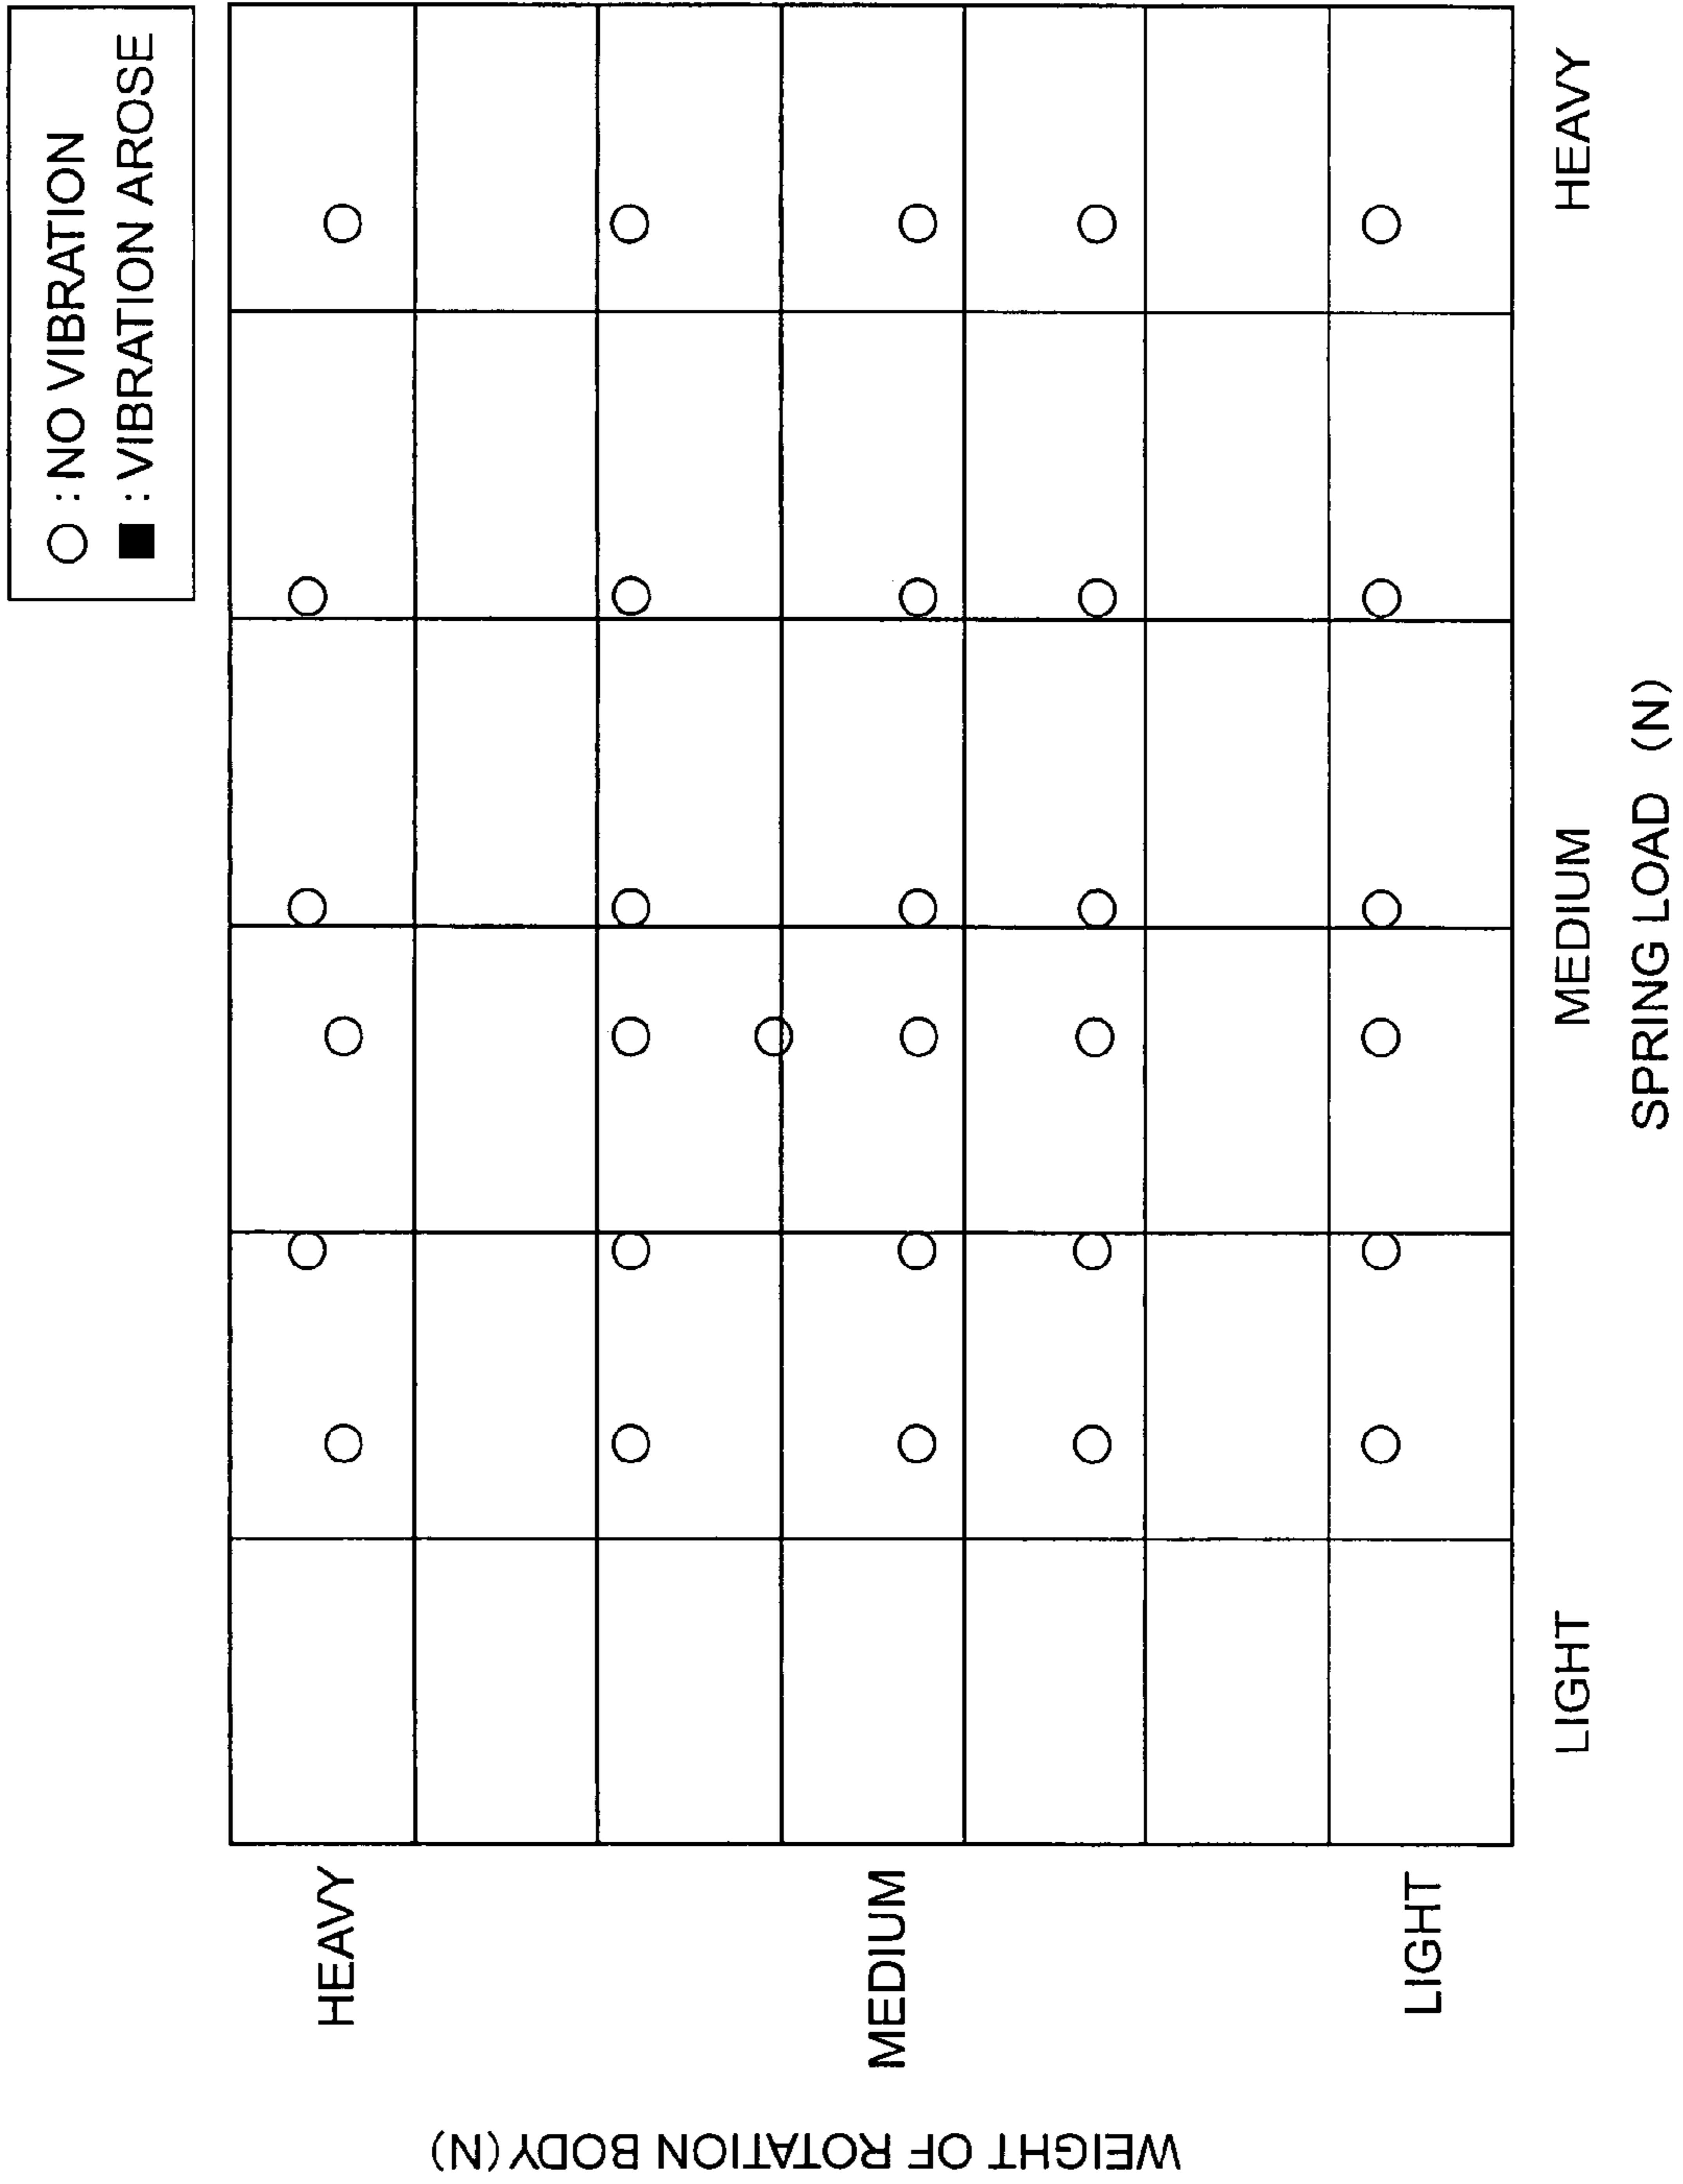 ○ : NO VIBRATION
■ : VIBRATION AROSE
WEIGHT OF ROTATION BODY (N)
HEAVY
MEDIUM
LIGHT
LIGHT
MEDIUM
HEAVY
SPRING LOAD (N)